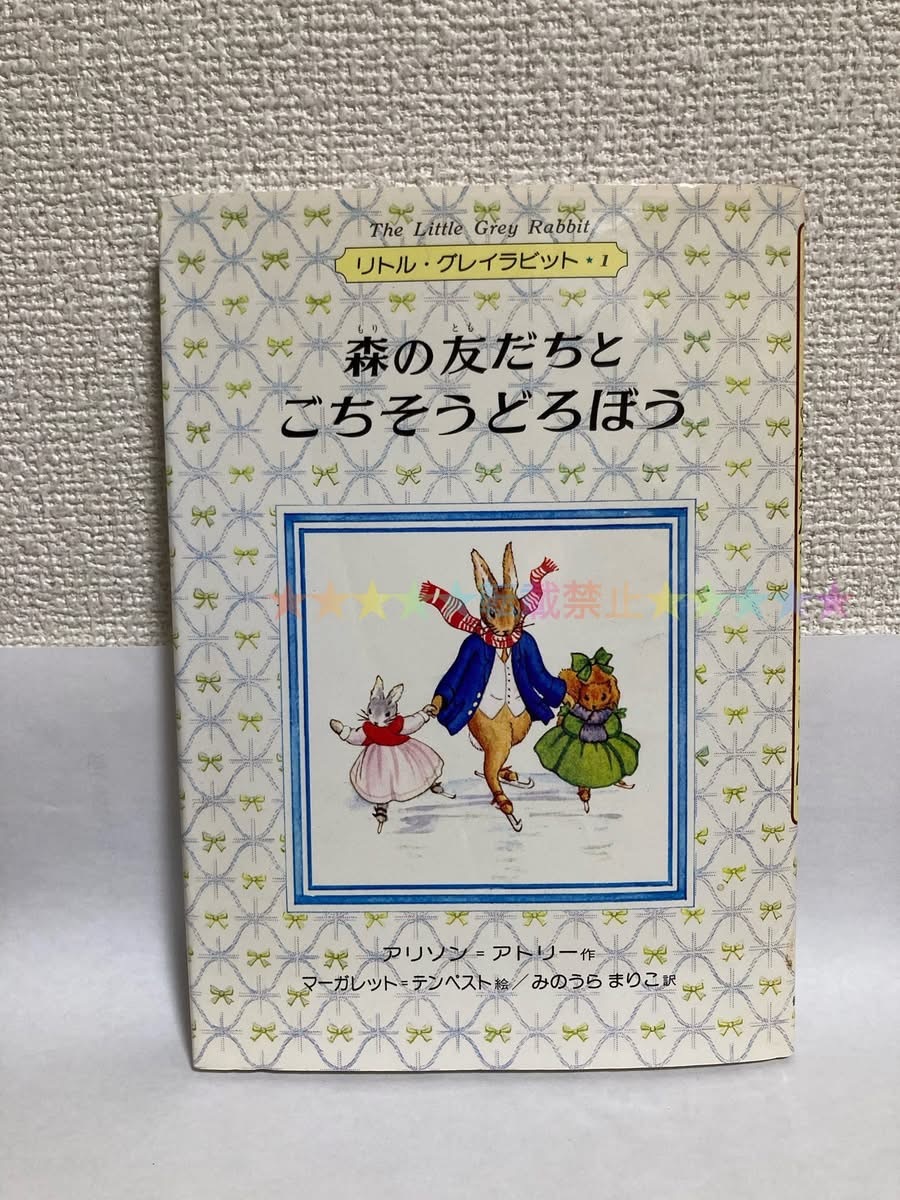 The Little Grey Rabbit
リトル・グレイラビット★1
もり とも
森の友だちと
ごちそうどろぼう
載禁止
アリソン=アトリー作
マーガレット=テンペスト絵/みのうら まりこ訳